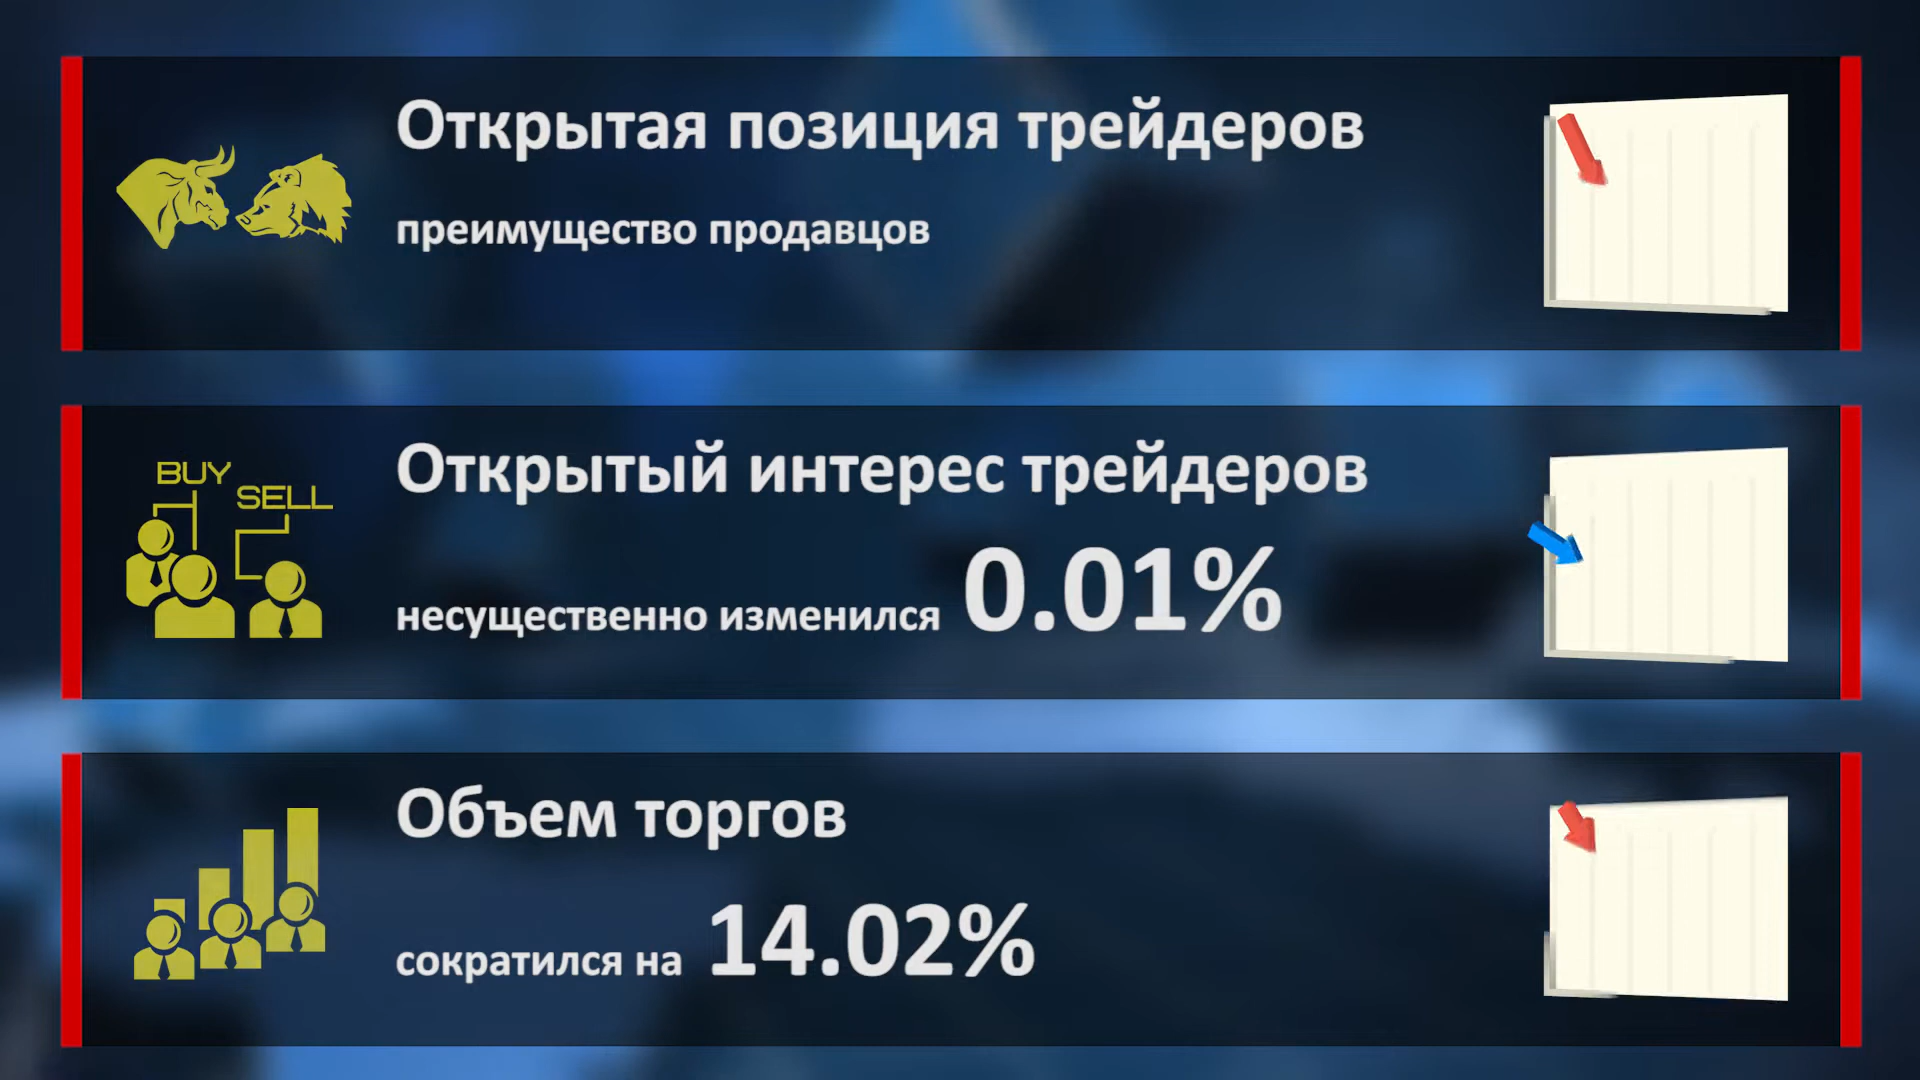 Открытая позиция трейдеров
преимущество продавцов
BUY
SELL
Открытый интерес трейдеров
несущественно изменился 0.01%
Объем торгов
сократился на 14.02%